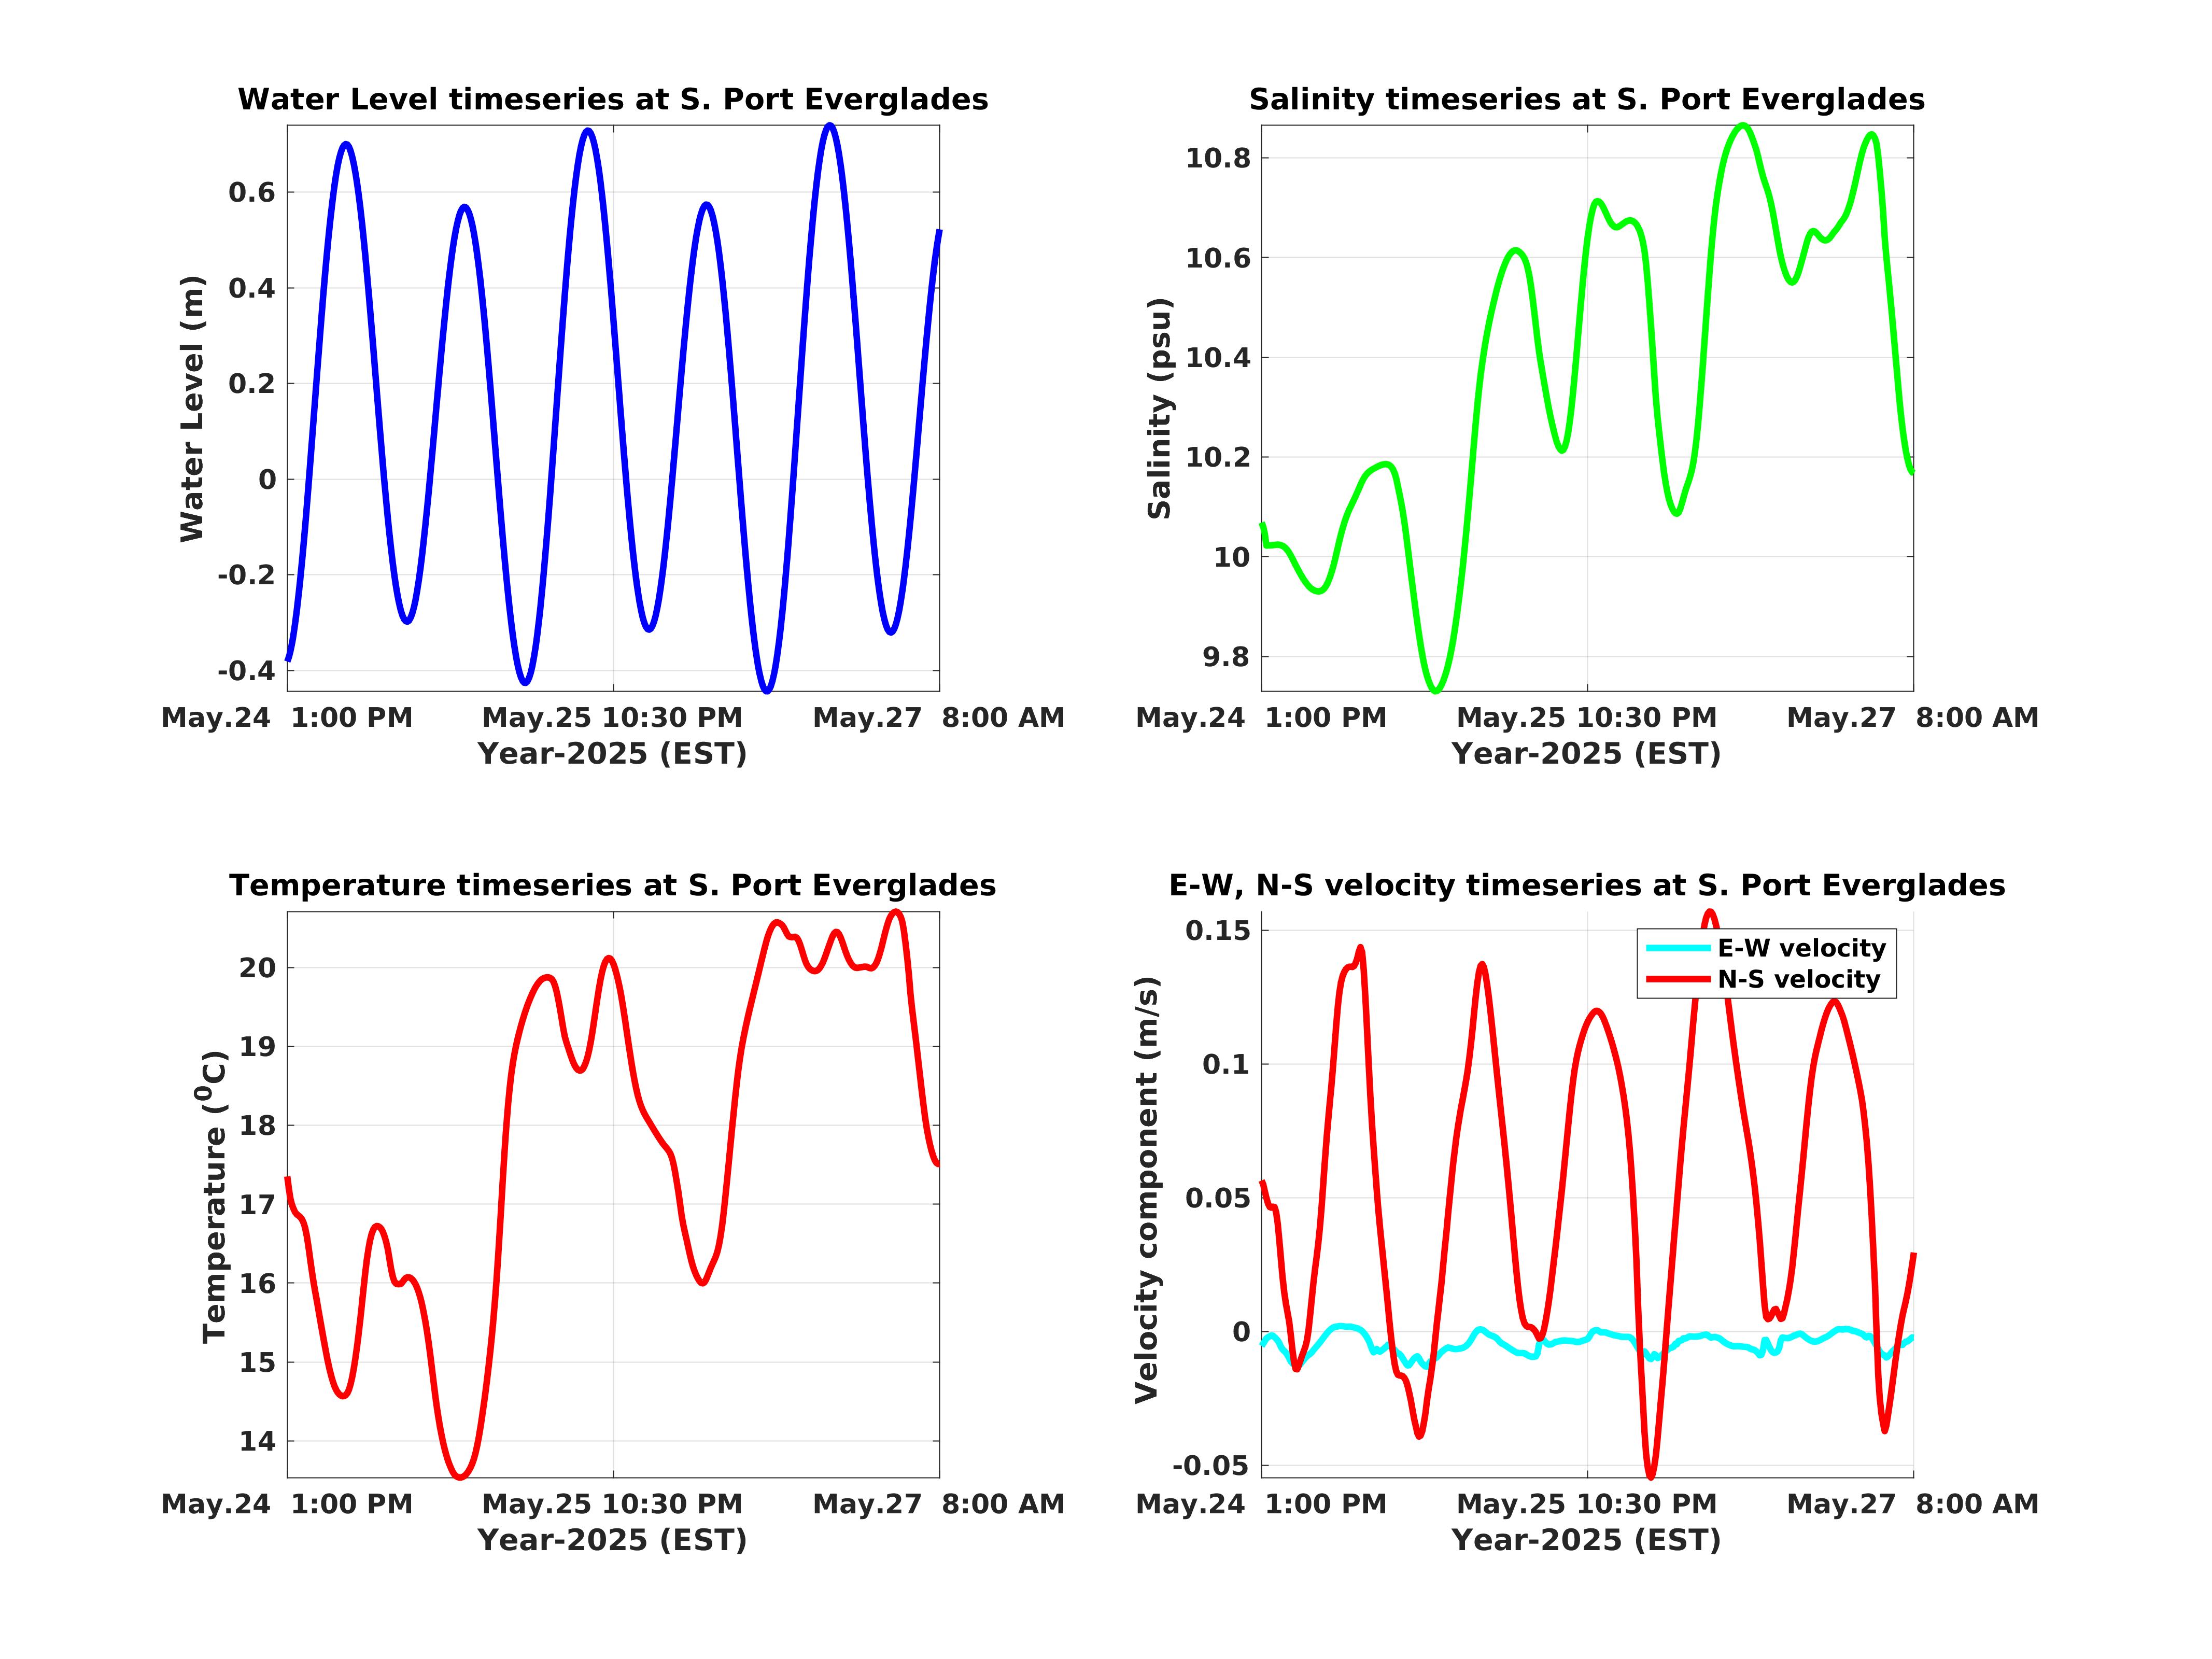 Water Level timeseries at S. Port Everglades
Water Level (m)
0.6
0.4
0.2
0
-0.2
-0.4
May.24 1:00 PM May.25 10:30 PM May.27 8:00 AM
Year-2025 (EST)
Salinity timeseries at S. Port Everglades
Salinity (psu)
10.8
10.6
10.4
10.2
10
9.8
May.24 1:00 PM May.25 10:30 PM May.27 8:00 AM
Year-2025 (EST)
Temperature timeseries at S. Port Everglades
Temperature (⁰C)
20
19
18
17
16
15
14
May.24 1:00 PM May.25 10:30 PM May.27 8:00 AM
Year-2025 (EST)
E-W, N-S velocity timeseries at S. Port Everglades
Velocity component (m/s)
0.15
0.1
0.05
0
-0.05
E-W velocity
N-S velocity
May.24 1:00 PM May.25 10:30 PM May.27 8:00 AM
Year-2025 (EST)